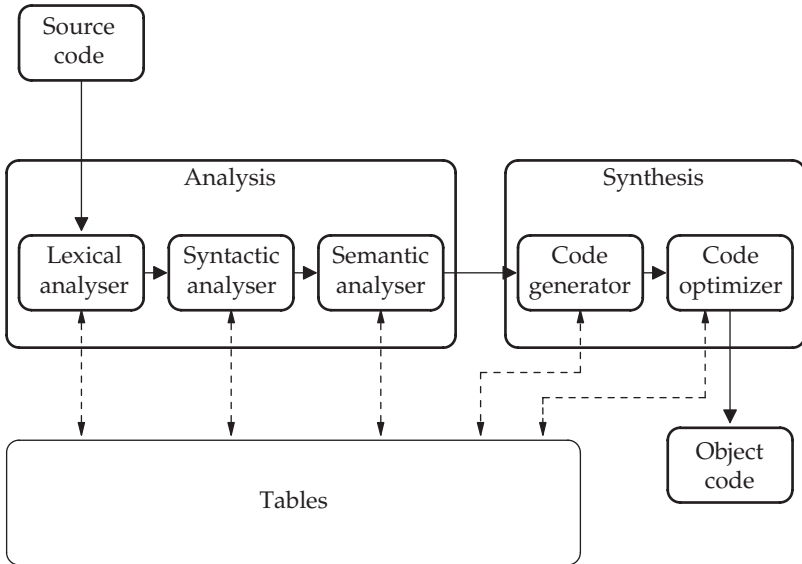 Source
code
Analysis
Synthesis
Lexical
analyser
Syntactic
analyser
Semantic
analyser
Code
generator
Code
optimizer
Tables
Object
code